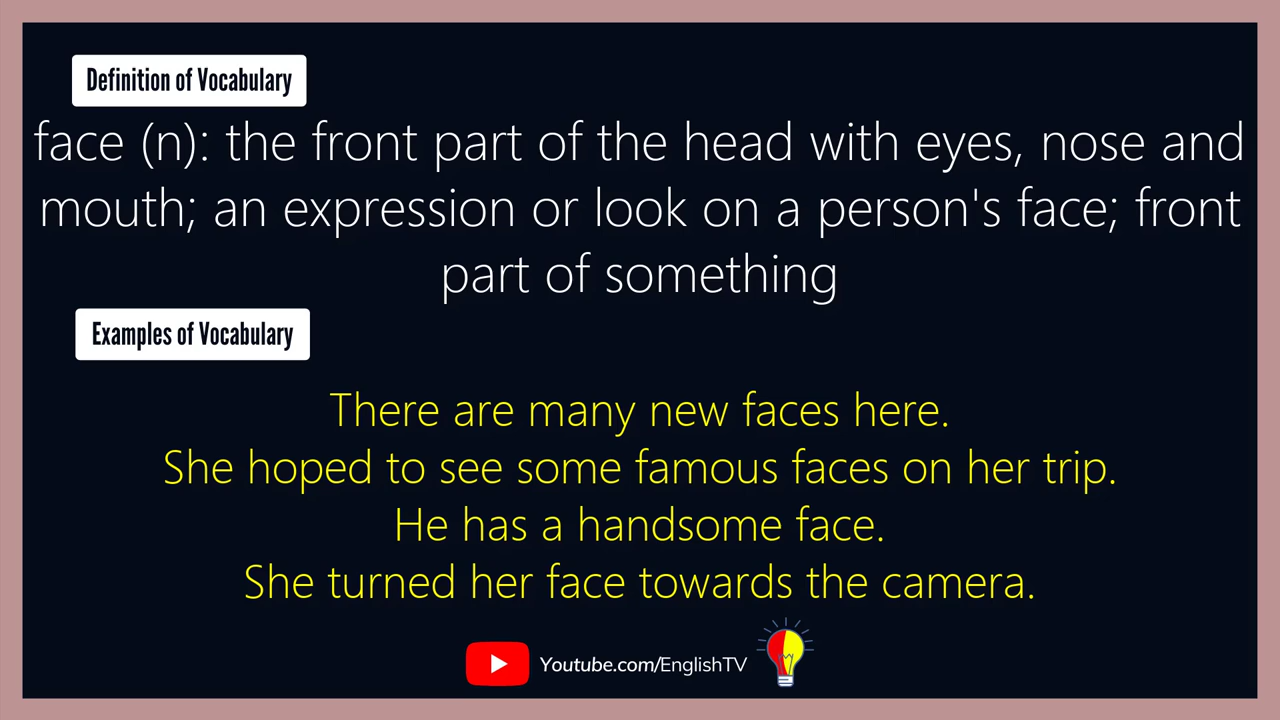 Definition of Vocabulary
face (n): the front part of the head with eyes, nose and
mouth; an expression or look on a person's face; front
part of something
Examples of Vocabulary
There are many new faces here.
She hoped to see some famous faces on her trip.
He has a handsome face.
She turned her face towards the camera.
Youtube.com/EnglishTV